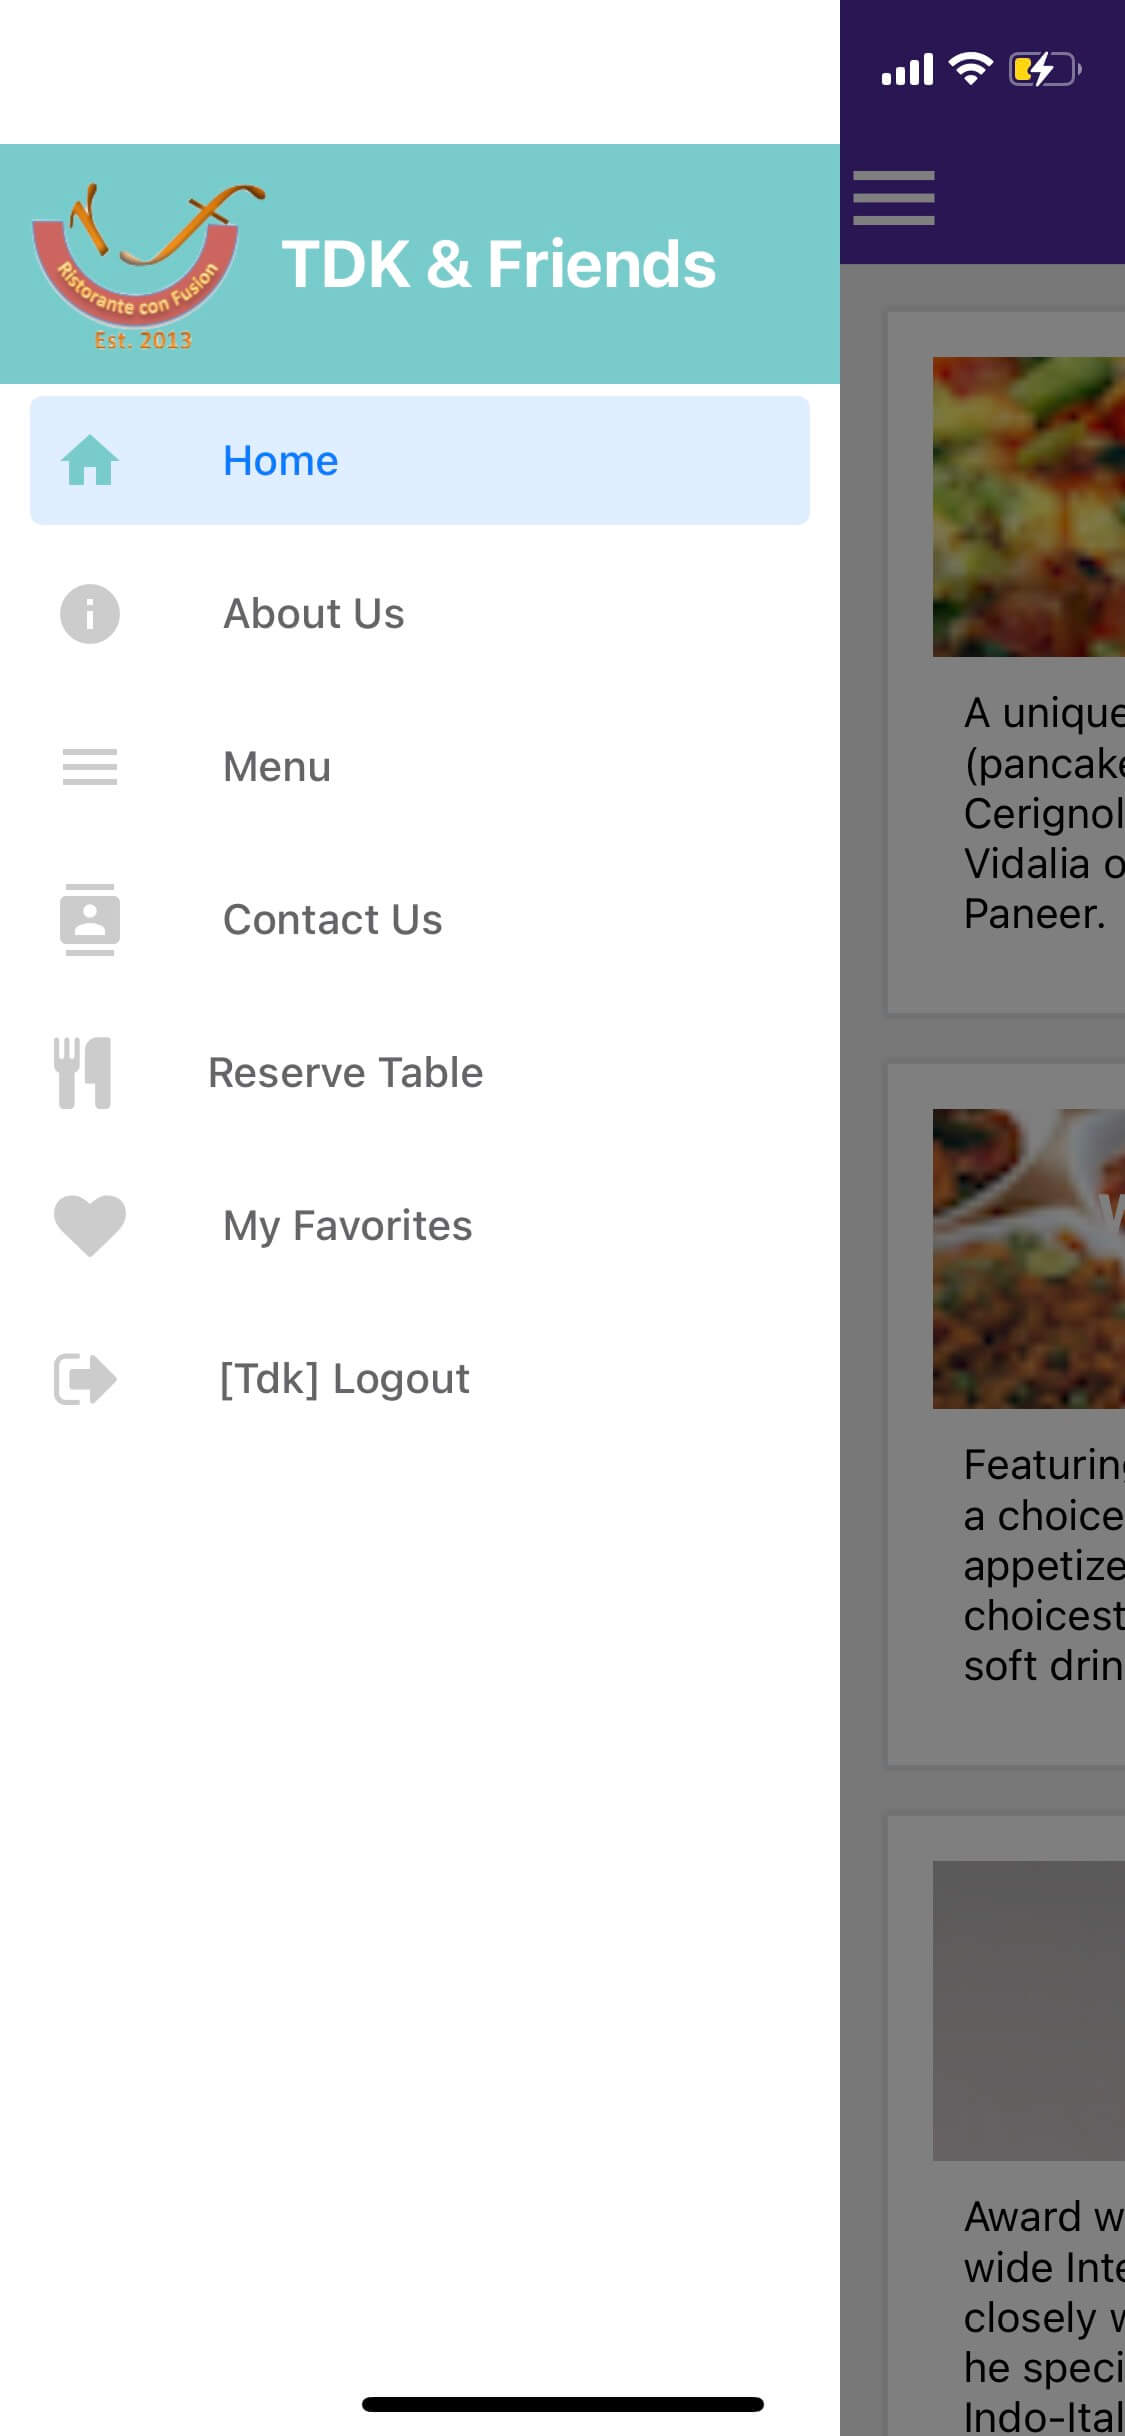 Ristorante con Fusion
Est. 2013
TDK & Friends
Home
About Us
Menu
Contact Us
Reserve Table
My Favorites
[Tdk] Logout
A unique
(pancake
Cerignol
Vidalia o
Paneer.
Featuring
a choice
appetize
choicest
soft drin
Award w
wide Inte
closely w
he speci
Indo-Ital